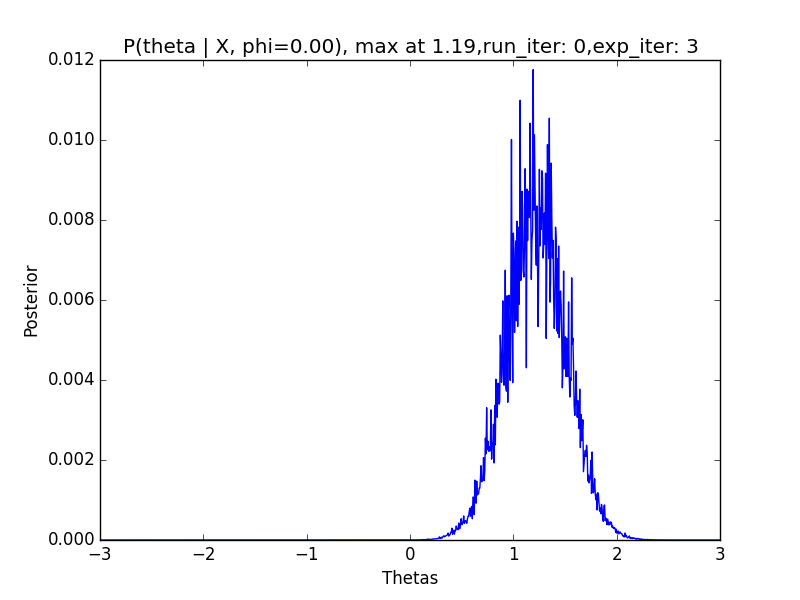 P(theta | X, phi=0.00), max at 1.19,run_iter: 0,exp_iter: 3
0.012
0.010
0.008
0.006
0.004
0.002
0.000
Posterior
−3 −2 −1 0 1 2 3
Thetas